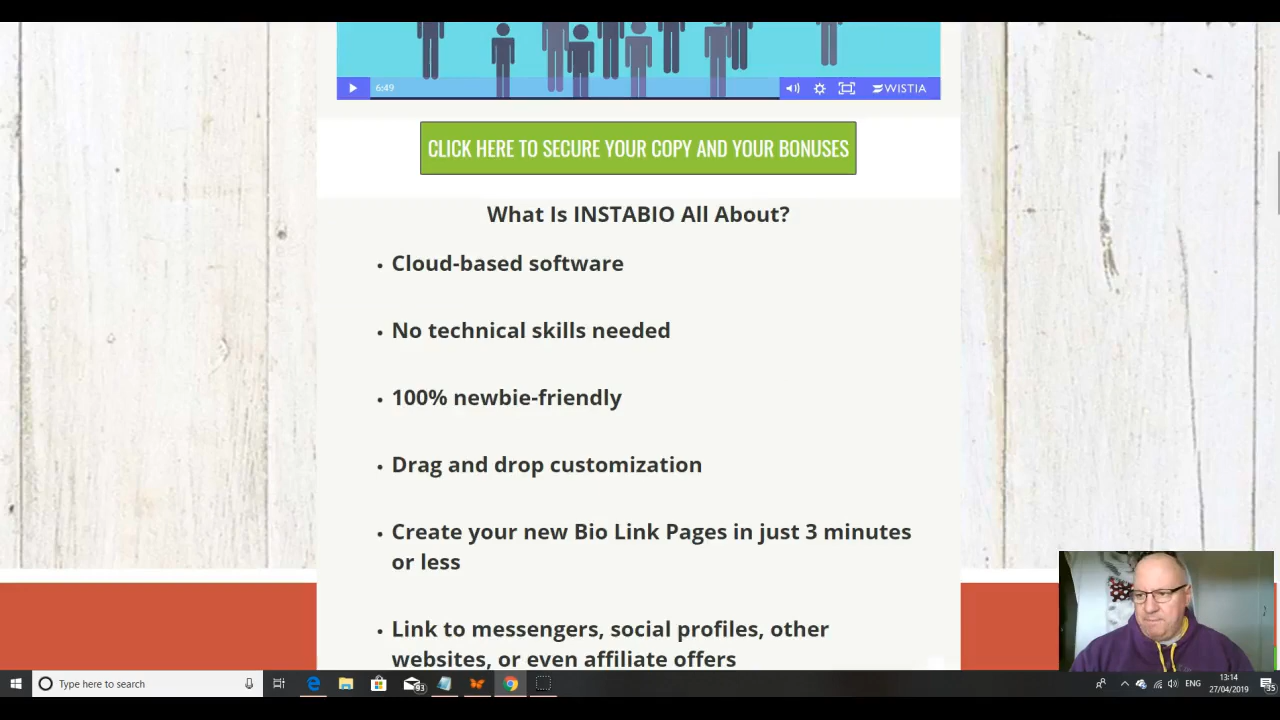 6:49
WISTIA
CLICK HERE TO SECURE YOUR COPY AND YOUR BONUSES
What Is INSTABIO All About?
• Cloud-based software
• No technical skills needed
• 100% newbie-friendly
• Drag and drop customization
• Create your new Bio Link Pages in just 3 minutes
or less
• Link to messengers, social profiles, other
websites, or even affiliate offers
Type here to search
93
ENG
13:14
27/04/2019
35